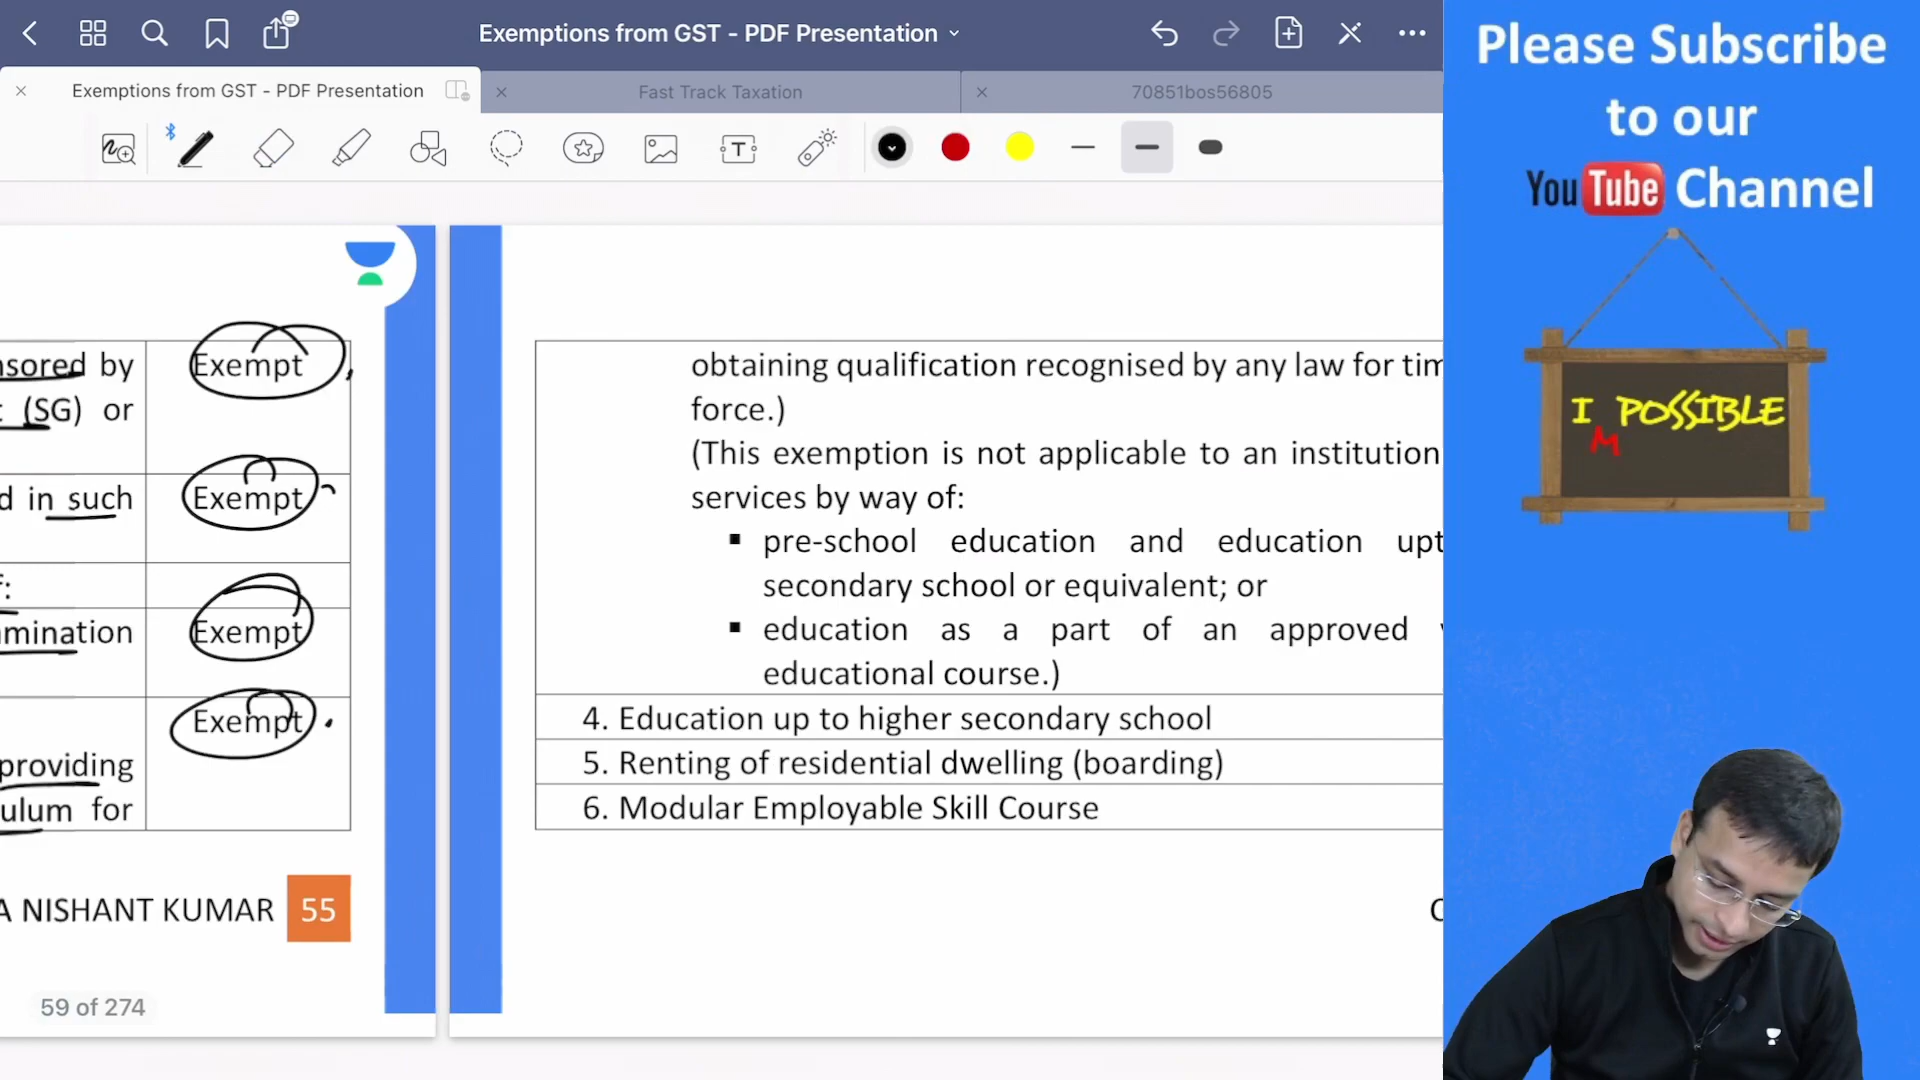 Exemptions from GST - PDF Presentation
Exemptions from GST - PDF Presentation
Fast Track Taxation
70851bos56805
T
nsored by
Exempt
(SG) or
d in such
Exempt
f:
mination
Exempt
Exempt
providing
ulum for
A NISHANT KUMAR 55
59 of 274
obtaining qualification recognised by any law for tim
force.)
(This exemption is not applicable to an institution
services by way of:
▪ pre-school education and education upt
secondary school or equivalent; or
▪ education as a part of an approved
educational course.)
4. Education up to higher secondary school
5. Renting of residential dwelling (boarding)
6. Modular Employable Skill Course
Please Subscribe
to our
YouTube Channel
I POSSIBLE
M